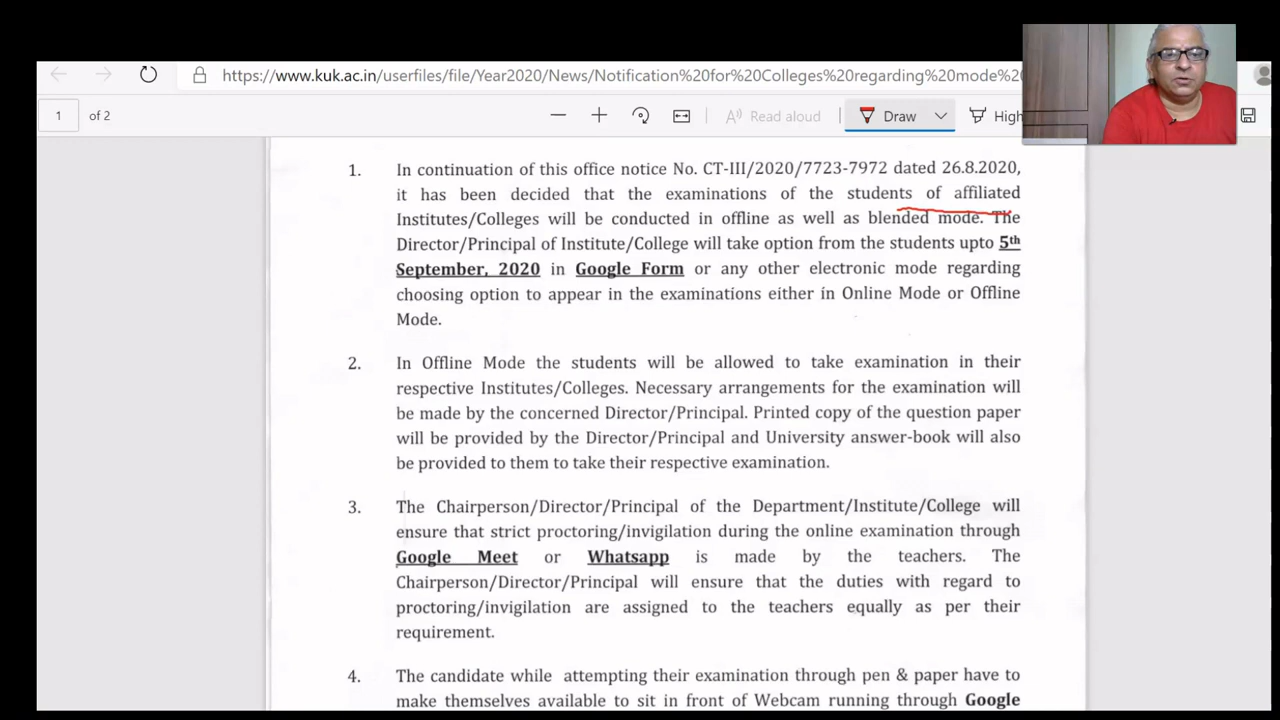 https://www.kuk.ac.in/userfiles/file/Year2020/News/Notification%20for%20Colleges%20regarding%20mode%20
1 of 2 Read aloud Draw High
1. In continuation of this office notice No. CT-III/2020/7723-7972 dated 26.8.2020,
it has been decided that the examinations of the students of affiliated
Institutes/Colleges will be conducted in offline as well as blended mode. The
Director/Principal of Institute/College will take option from the students upto 5th
September, 2020 in Google Form or any other electronic mode regarding
choosing option to appear in the examinations either in Online Mode or Offline
Mode.
2. In Offline Mode the students will be allowed to take examination in their
respective Institutes/Colleges. Necessary arrangements for the examination will
be made by the concerned Director/Principal. Printed copy of the question paper
will be provided by the Director/Principal and University answer-book will also
be provided to them to take their respective examination.
3. The Chairperson/Director/Principal of the Department/Institute/College will
ensure that strict proctoring/invigilation during the online examination through
Google Meet or Whatsapp is made by the teachers. The
Chairperson/Director/Principal will ensure that the duties with regard to
proctoring/invigilation are assigned to the teachers equally as per their
requirement.
4. The candidate while attempting their examination through pen & paper have to
make themselves available to sit in front of Webcam running through Google